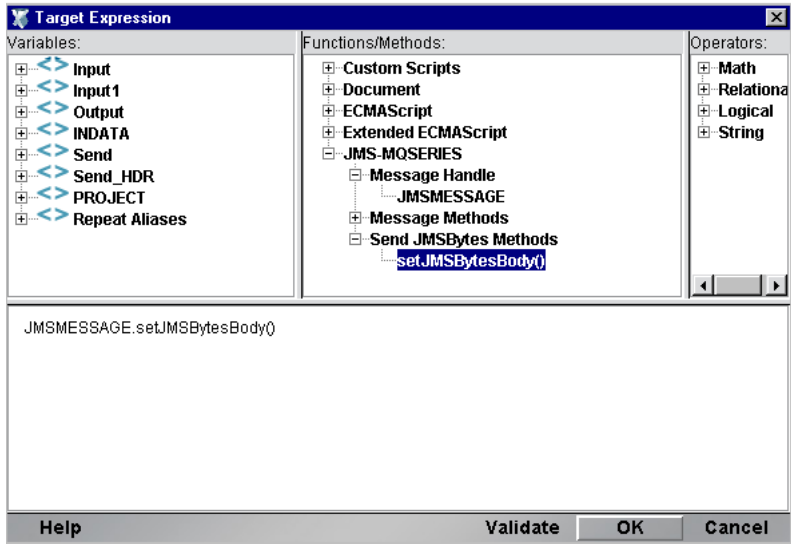 Target Expression
Variables:
Input
Input1
Output
INDATA
Send
Send_HDR
PROJECT
Repeat Aliases
Functions/Methods:
Custom Scripts
Document
ECMAScript
Extended ECMAScript
JMS-MQSERIES
Message Handle
JMSMESSAGE
Message Methods
Send JMSBytes Methods
setJMSBytesBody()
Operators:
Math
Relationa
Logical
String
JMSMESSAGE.setJMSBytesBody()
Help Validate OK Cancel